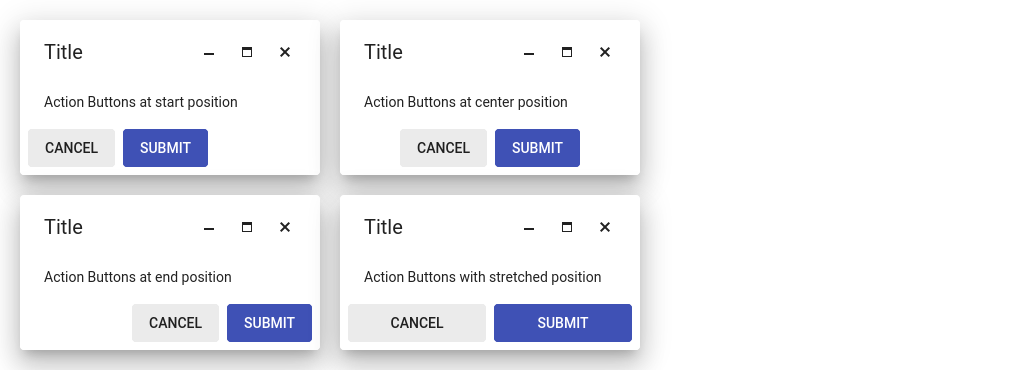 Title
Action Buttons at start position
CANCEL SUBMIT
Title
Action Buttons at center position
CANCEL SUBMIT
Title
Action Buttons at end position
CANCEL SUBMIT
Title
Action Buttons with stretched position
CANCEL SUBMIT